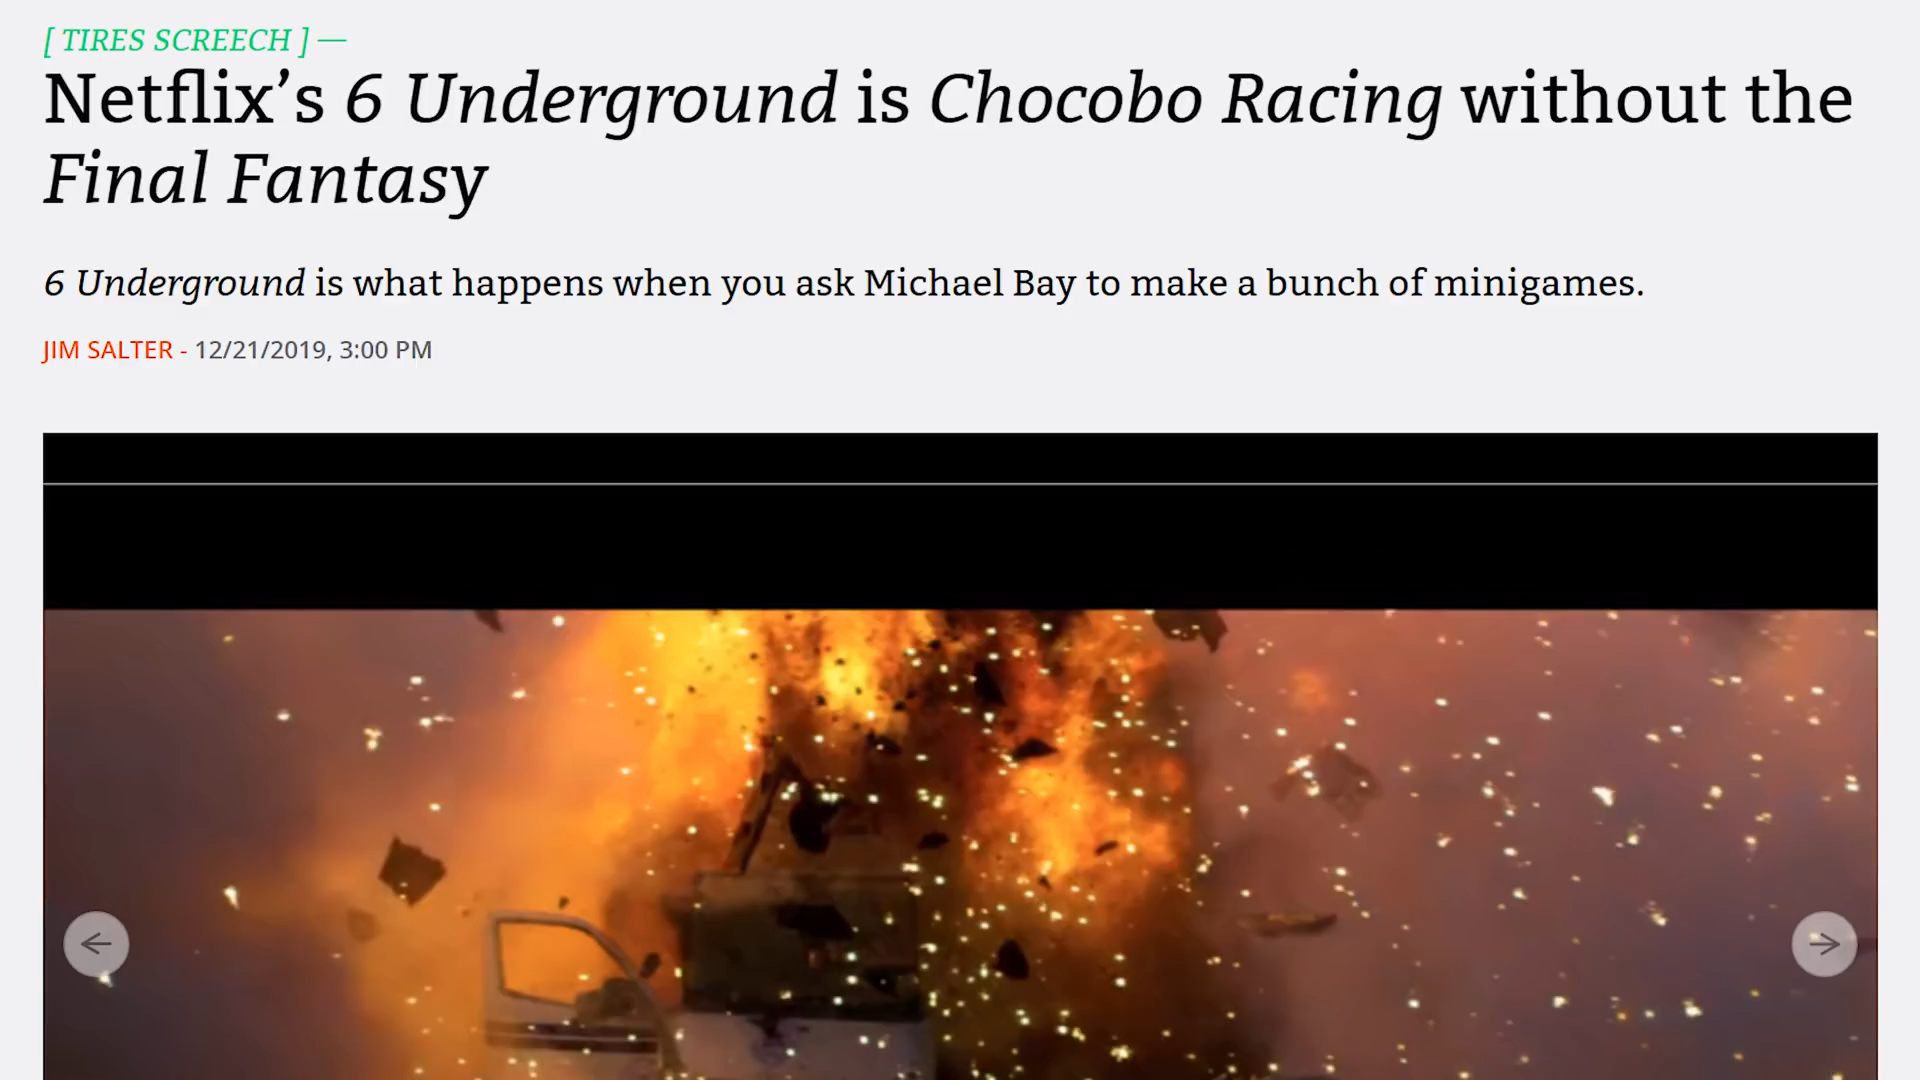 [ TIRES SCREECH ] —
Netflix’s 6 Underground is Chocobo Racing without the
Final Fantasy
6 Underground is what happens when you ask Michael Bay to make a bunch of minigames.
JIM SALTER - 12/21/2019, 3:00 PM